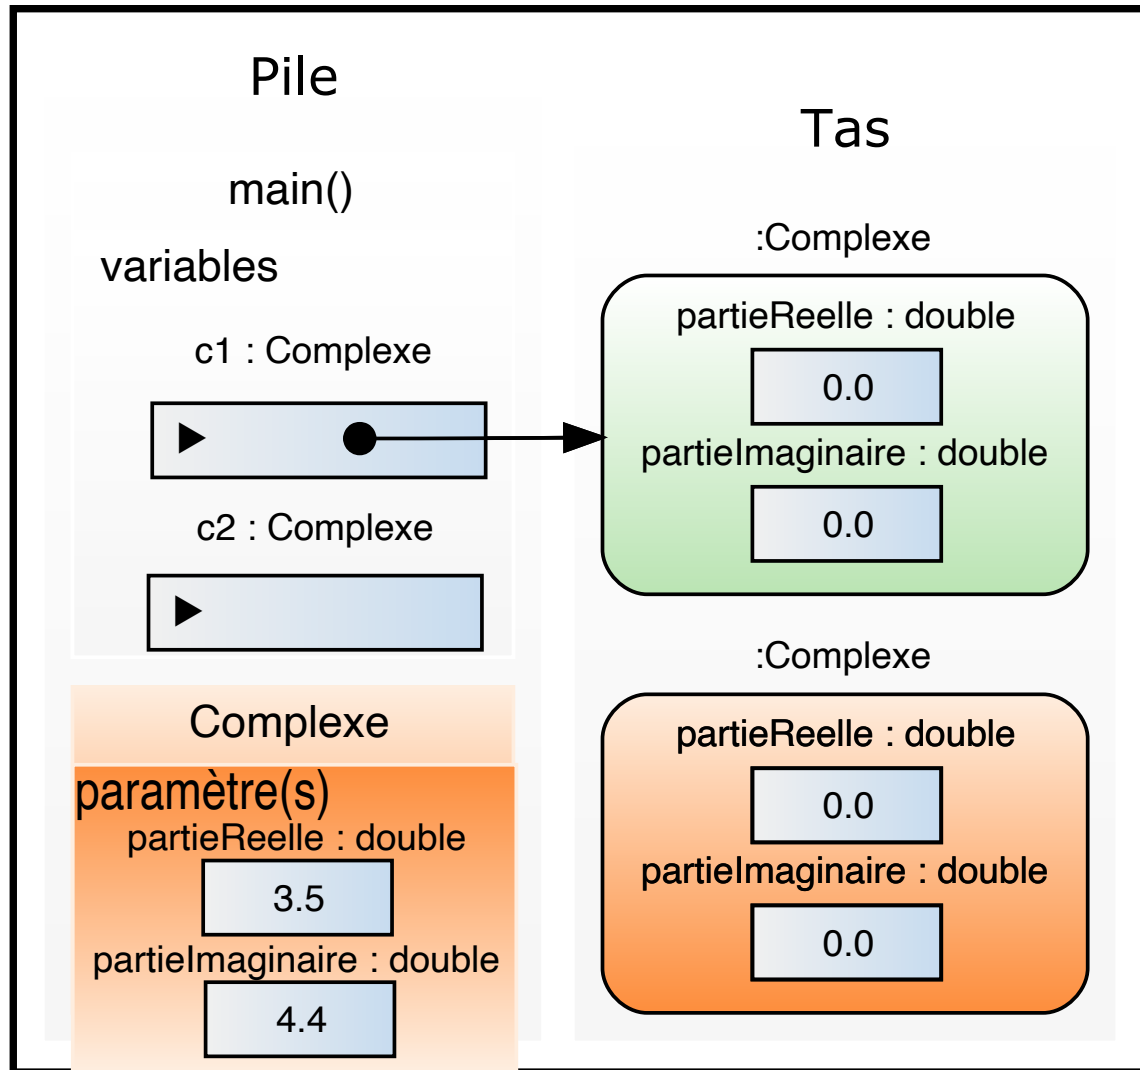 Pile
main()
variables
c1 : Complexe
c2 : Complexe
Complexe
paramètre(s)
partieReelle : double
3.5
partieImaginaire : double
4.4
Tas
:Complexe
partieReelle : double
0.0
partieImaginaire : double
0.0
:Complexe
partieReelle : double
0.0
partieImaginaire : double
0.0